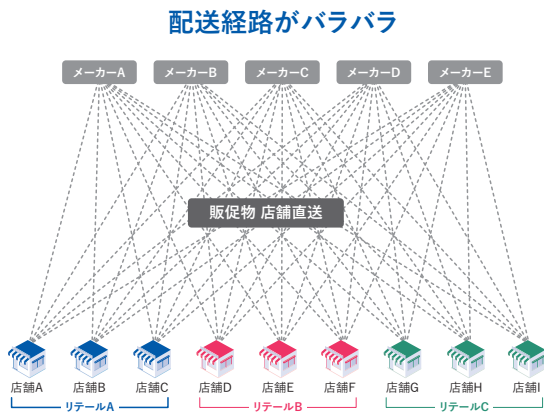 配送経路がバラバラ
メーカーA メーカーB メーカーC メーカーD メーカーE
販促物 店舗直送
店舗A 店舗B 店舗C 店舗D 店舗E 店舗F 店舗G 店舗H 店舗I
リテールA リテールB リテールC